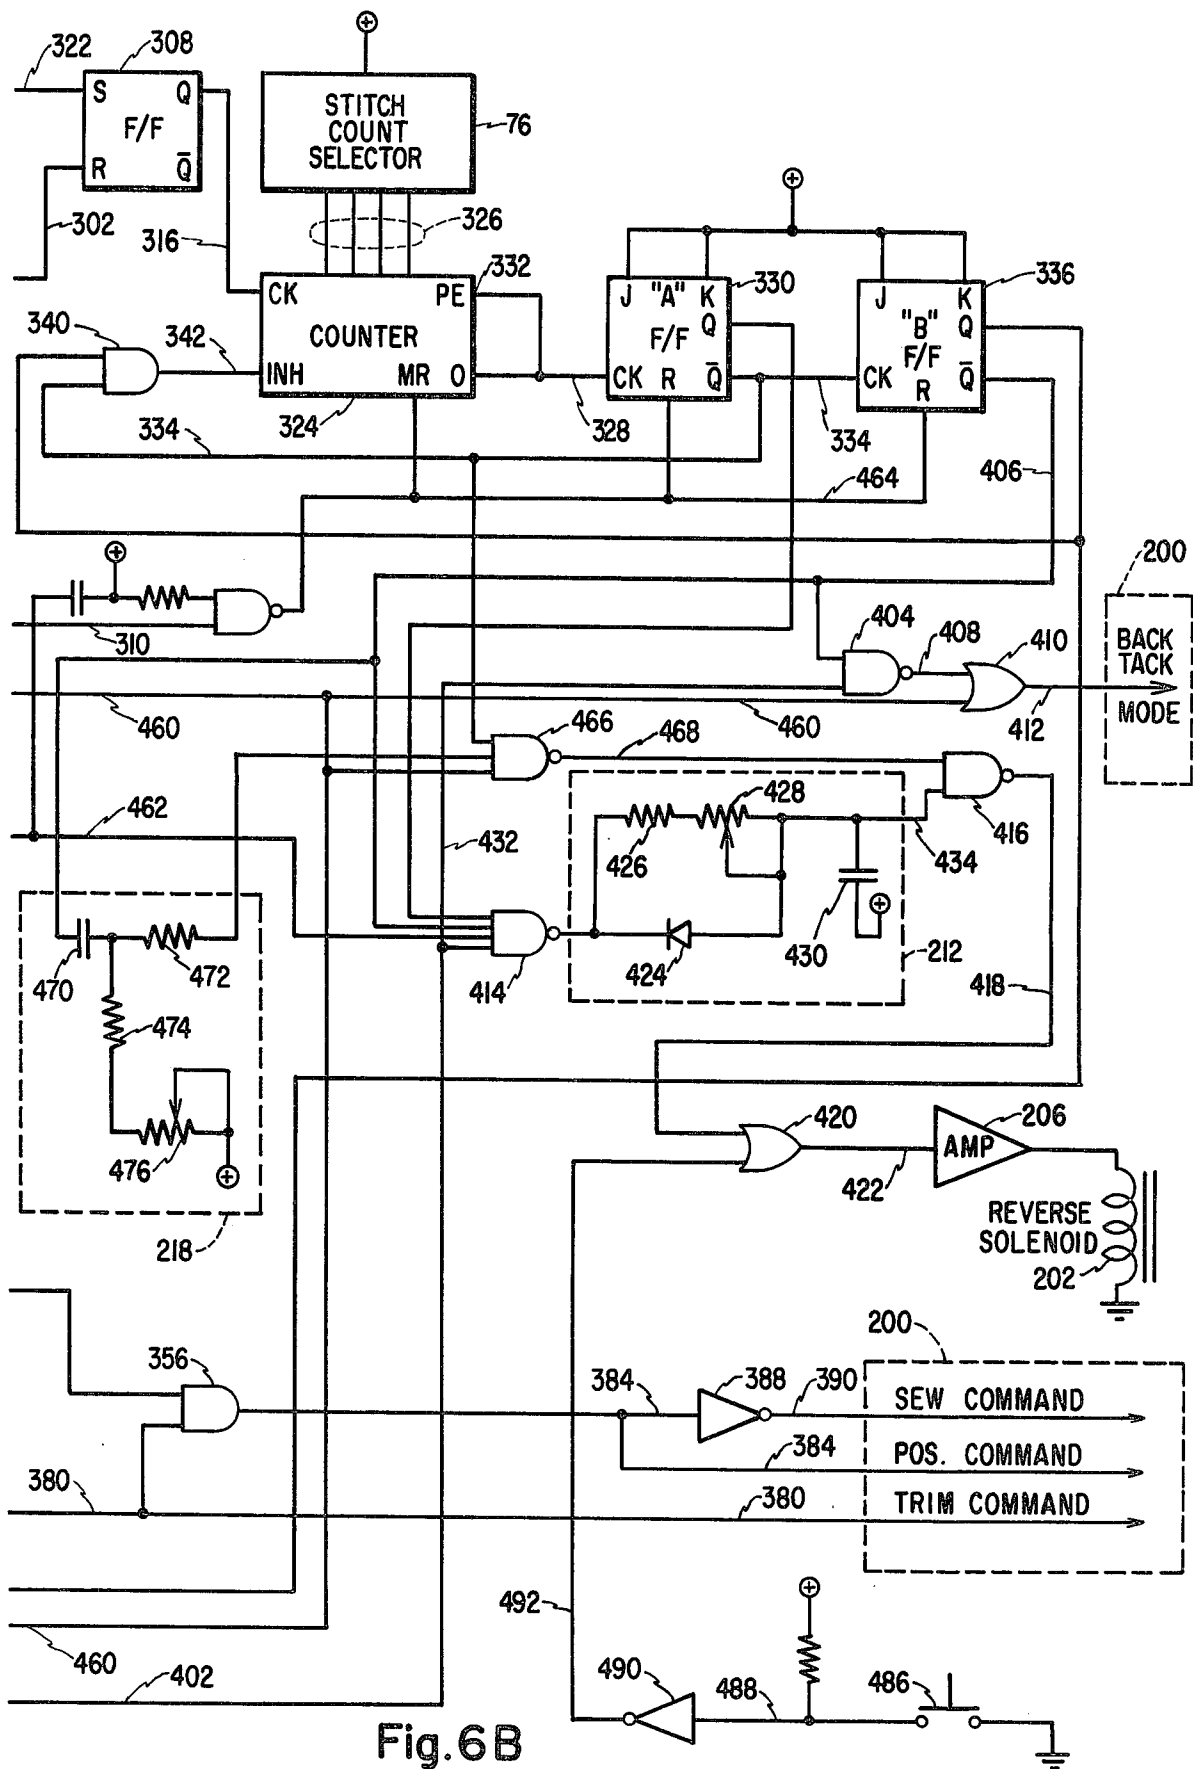 322
308
S Q
F/F
R Q̅
302
316
STITCH
COUNT
SELECTOR
76
326
332
CK PE
COUNTER
INH MR O
340
342
324
334
328
330
J "A" K
Q
F/F
CK R Q̅
334
336
J K
"B" Q
F/F
CK Q̅
R
464
406
310
404
408
410
412
200
BACK
TACK
MODE
460
460
466
468
416
462
432
426
428
434
424
430
212
414
418
470
472
474
476
218
420
206
AMP
422
REVERSE
SOLENOID
202
356
384
388
390
200
SEW COMMAND
384
POS. COMMAND
380
380
TRIM COMMAND
492
460
402
490
488
486
Fig. 6B